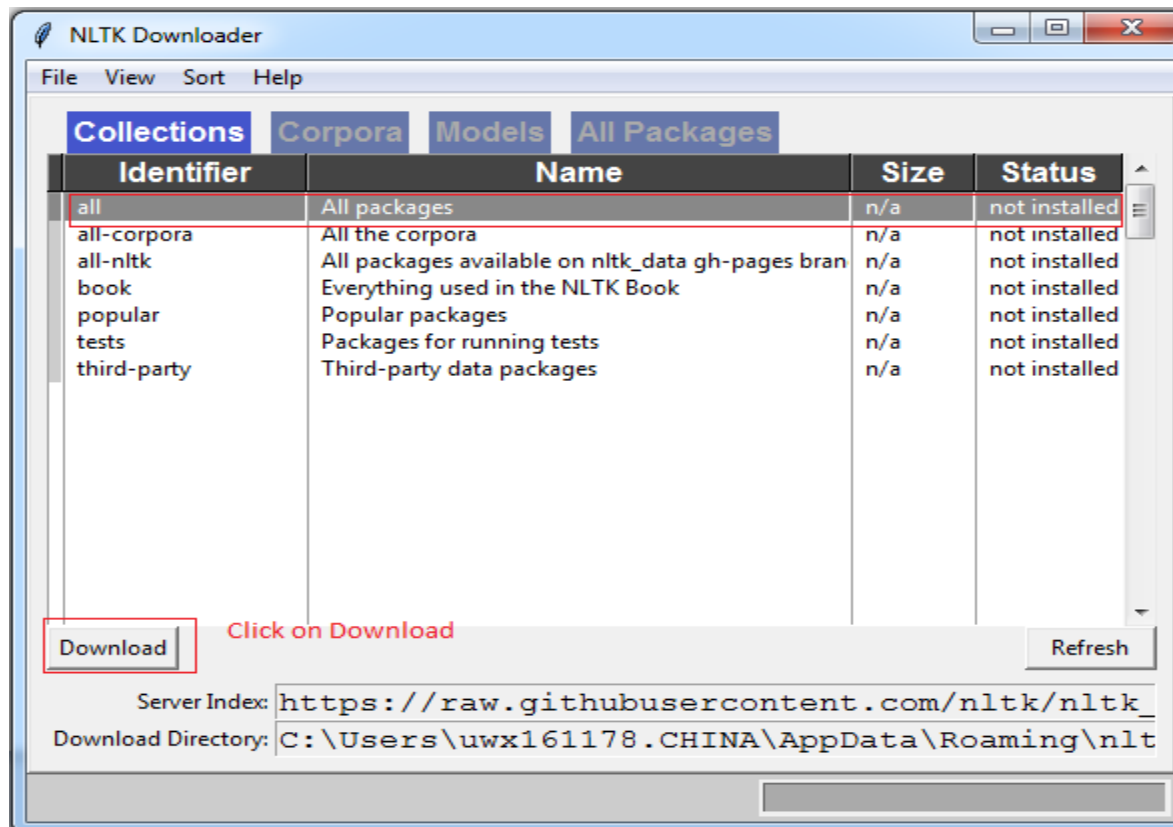 NLTK Downloader
File View Sort Help
Collections Corpora Models All Packages
Identifier Name Size Status
all All packages n/a not installed
all-corpora All the corpora n/a not installed
all-nltk All packages available on nltk_data gh-pages bran n/a not installed
book Everything used in the NLTK Book n/a not installed
popular Popular packages n/a not installed
tests Packages for running tests n/a not installed
third-party Third-party data packages n/a not installed
Click on Download
Download Refresh
Server Index: https://raw.githubusercontent.com/nltk/nltk_
Download Directory: C:\Users\uwx161178.CHINA\AppData\Roaming\nlt